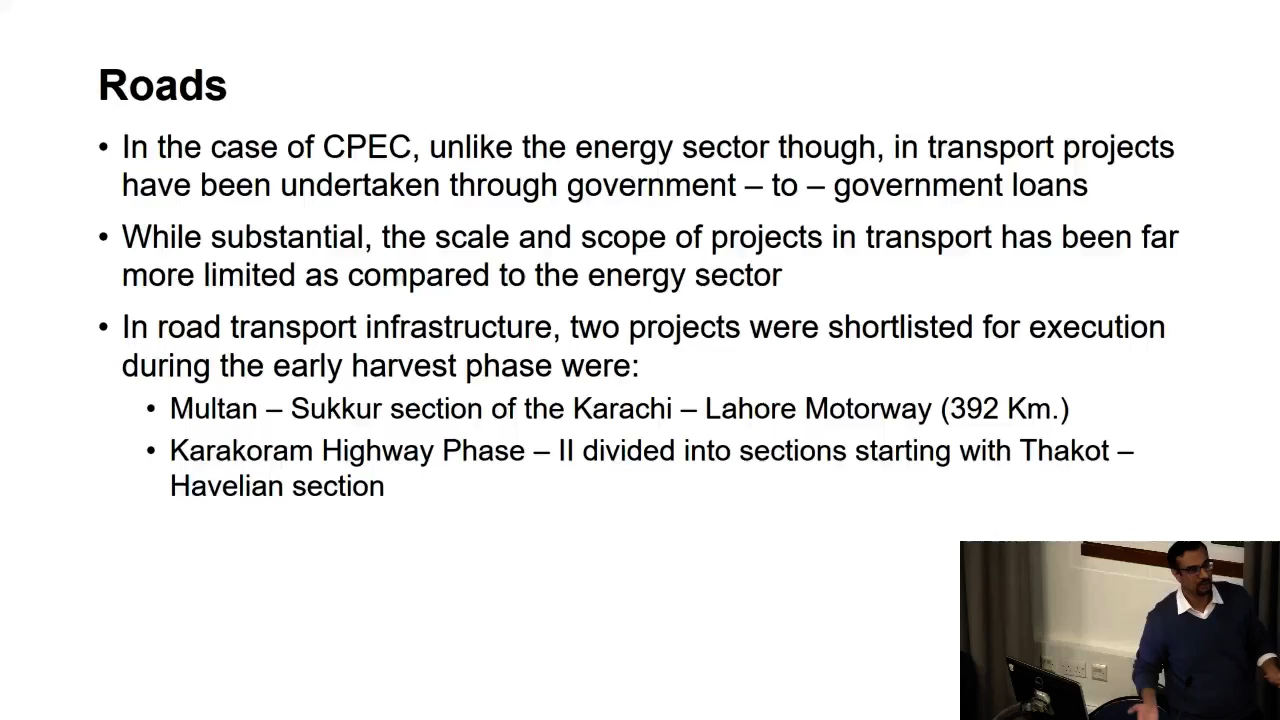 Roads
• In the case of CPEC, unlike the energy sector though, in transport projects
have been undertaken through government – to – government loans
• While substantial, the scale and scope of projects in transport has been far
more limited as compared to the energy sector
• In road transport infrastructure, two projects were shortlisted for execution
during the early harvest phase were:
• Multan – Sukkur section of the Karachi – Lahore Motorway (392 Km.)
• Karakoram Highway Phase – II divided into sections starting with Thakot –
Havelian section